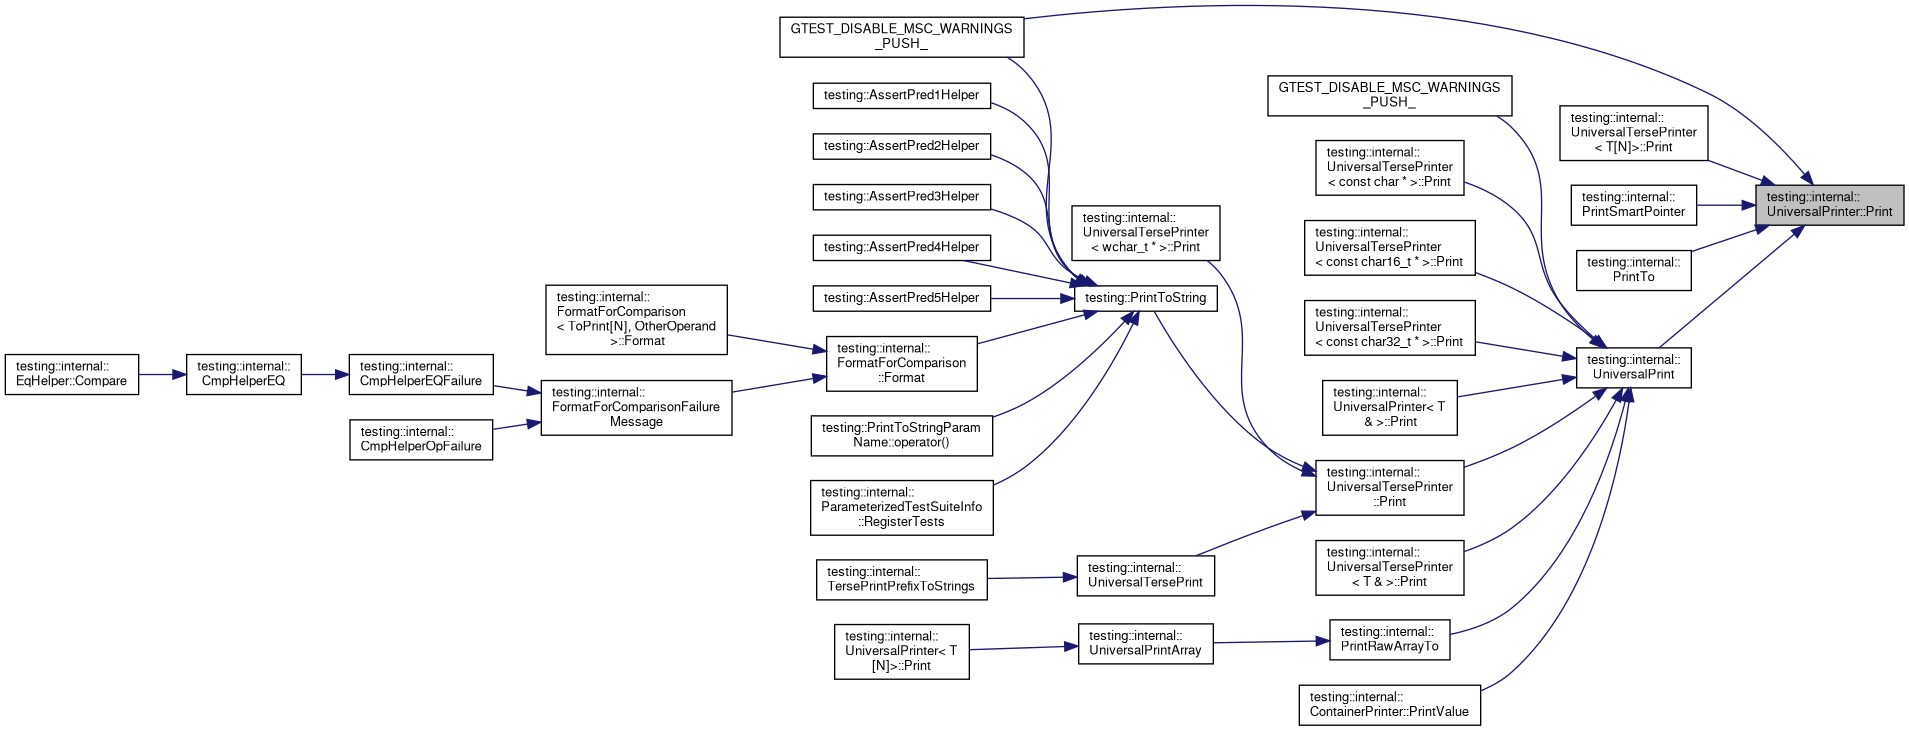 GTEST_DISABLE_MSC_WARNINGS
_PUSH_
testing::AssertPred1Helper
testing::AssertPred2Helper
testing::AssertPred3Helper
testing::AssertPred4Helper
testing::AssertPred5Helper
testing::internal::
FormatForComparison
< ToPrint[N], OtherOperand
>::Format
testing::internal::
EqHelper::Compare
testing::internal::
CmpHelperEQ
testing::internal::
CmpHelperEQFailure
testing::internal::
CmpHelperOpFailure
testing::internal::
FormatForComparisonFailure
Message
testing::internal::
FormatForComparison
::Format
testing::PrintToStringParam
Name::operator()
testing::internal::
ParameterizedTestSuiteInfo
::RegisterTests
testing::internal::
TersePrintPrefixToStrings
testing::internal::
UniversalPrinter< T
[N]>::Print
testing::internal::
UniversalTersePrinter
< wchar_t * >::Print
testing::PrintToString
testing::internal::
UniversalTersePrint
testing::internal::
UniversalPrintArray
GTEST_DISABLE_MSC_WARNINGS
_PUSH_
testing::internal::
UniversalTersePrinter
< const char * >::Print
testing::internal::
UniversalTersePrinter
< const char16_t * >::Print
testing::internal::
UniversalTersePrinter
< const char32_t * >::Print
testing::internal::
UniversalPrinter< T
& >::Print
testing::internal::
UniversalTersePrinter
::Print
testing::internal::
UniversalTersePrinter
< T & >::Print
testing::internal::
PrintRawArrayTo
testing::internal::
ContainerPrinter::PrintValue
testing::internal::
UniversalTersePrinter
< T[N]>::Print
testing::internal::
PrintSmartPointer
testing::internal::
PrintTo
testing::internal::
UniversalPrint
testing::internal::
UniversalPrinter::Print